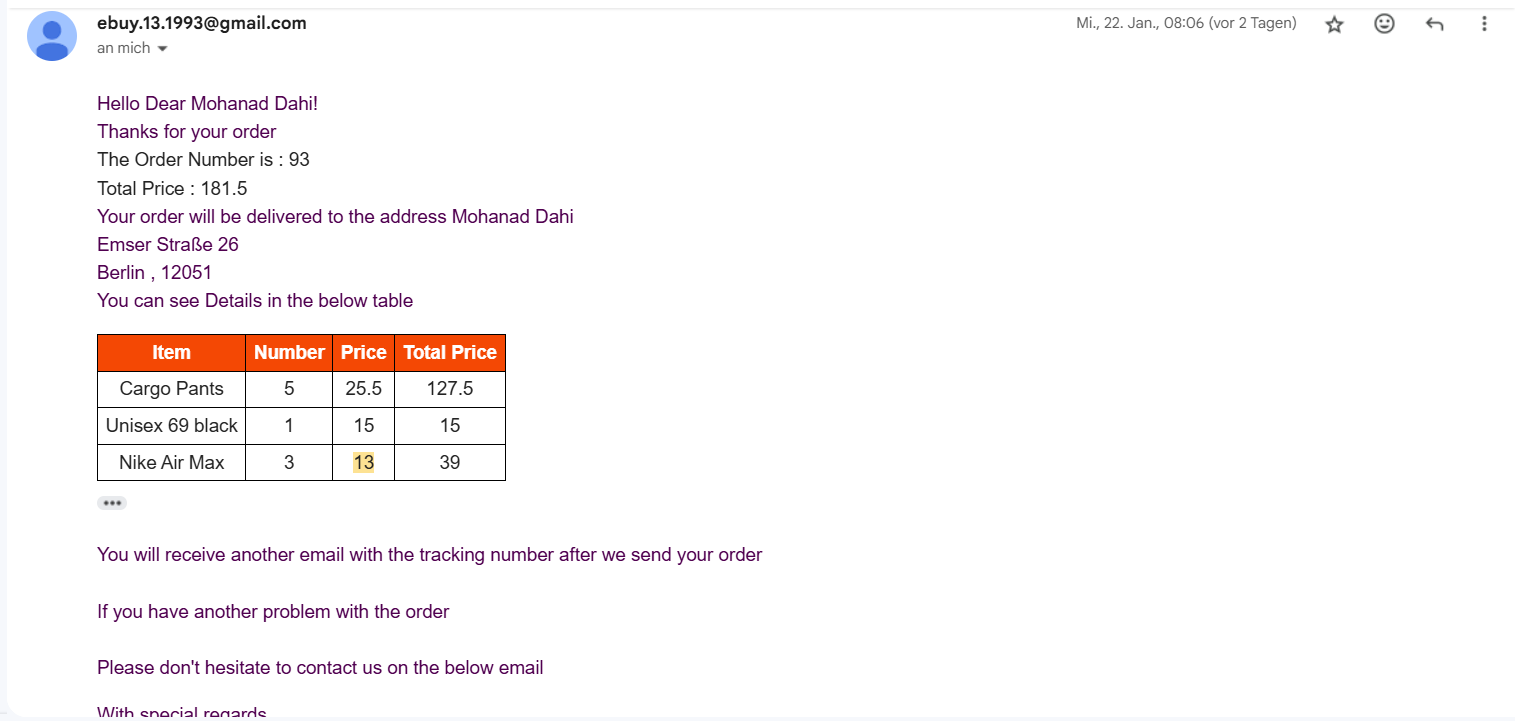 ebuy.13.1993@gmail.com
Mi., 22. Jan., 08:06 (vor 2 Tagen)
an mich
Hello Dear Mohanad Dahi!
Thanks for your order
The Order Number is : 93
Total Price : 181.5
Your order will be delivered to the address Mohanad Dahi
Emser Straße 26
Berlin , 12051
You can see Details in the below table
Item Number Price Total Price
Cargo Pants 5 25.5 127.5
Unisex 69 black 1 15 15
Nike Air Max 3 13 39
You will receive another email with the tracking number after we send your order
If you have another problem with the order
Please don't hesitate to contact us on the below email
With special regards